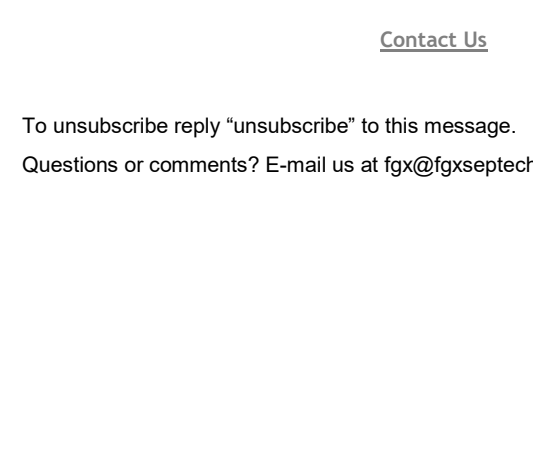 Contact Us
To unsubscribe reply “unsubscribe” to this message.
Questions or comments? E-mail us at fgx@fgxseptech